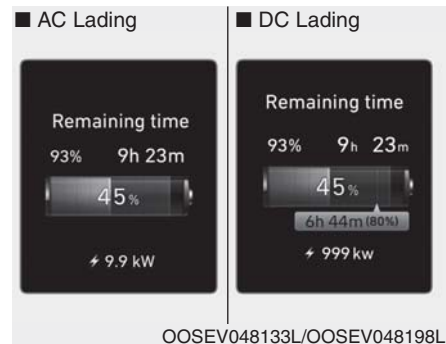 ■ AC Lading
Remaining time
93% 9h 23m
45%
⚡ 9.9 kW
■ DC Lading
Remaining time
93% 9h 23m
45%
6h 44m (80%)
⚡ 999 kw
OOSEV048133L/OOSEV048198L